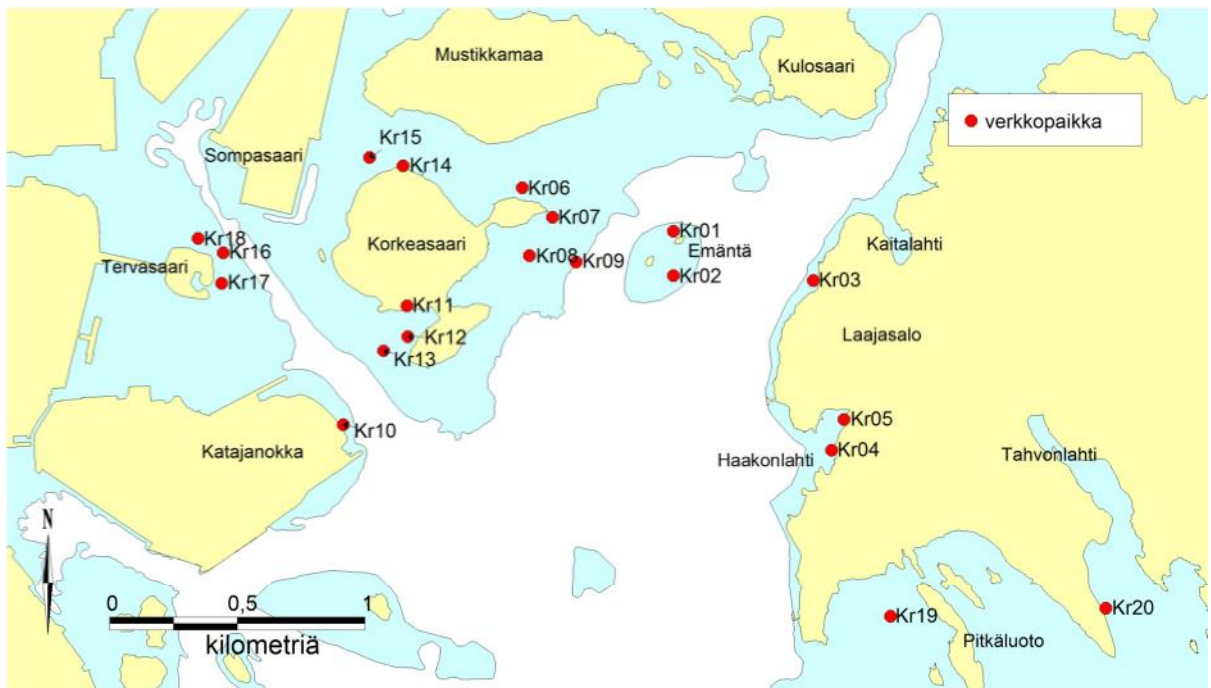 Mustikkamaa
Kulosaari
verkkopaikka
Kr15
Kr14
Sompasaari
Kr06
Kr07
Kr01
Korkeasaari
Kr18
Kr16
Kr08
Kr09
Emäntä
Kaitalahti
Tervasaari
Kr17
Kr02
Kr03
Kr11
Kr12
Laajasalo
Kr13
Kr05
Kr10
Katajanokka
Haakonlahti
Kr04
Tahvonlahti
N
0 0,5 1
kilometriä
Kr19
Kr20
Pitkäluoto